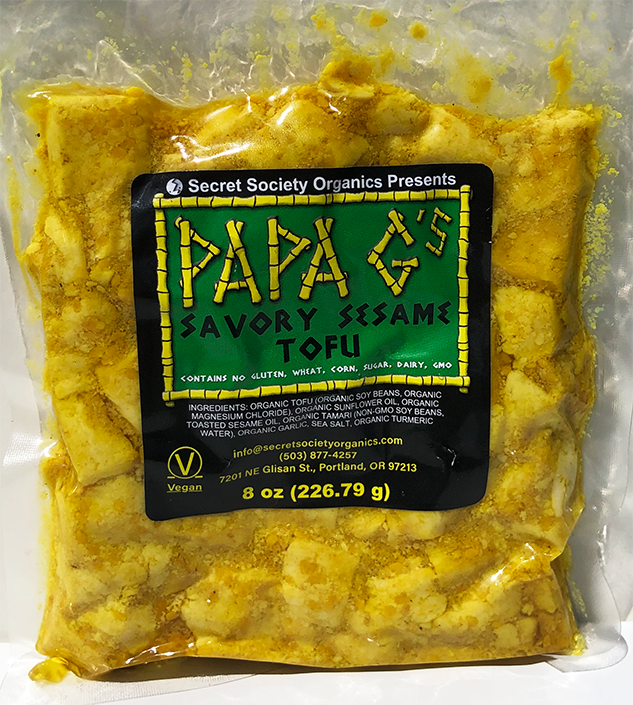 Secret Society Organics Presents
PAPA G'S
SAVORY SESAME
TOFU
CONTAINS NO GLUTEN, WHEAT, CORN, SUGAR, DAIRY, GMO
INGREDIENTS: ORGANIC TOFU (ORGANIC SOY BEANS, ORGANIC
MAGNESIUM CHLORIDE), ORGANIC SUNFLOWER OIL, ORGANIC
TOASTED SESAME OIL, ORGANIC TAMARI (NON-GMO SOY BEANS,
WATER), ORGANIC GARLIC, SEA SALT, ORGANIC TURMERIC
info@secretsocietyorganics.com
(503) 877-4257
7201 NE Glisan St., Portland, OR 97213
V
Vegan
8 oz (226.79 g)